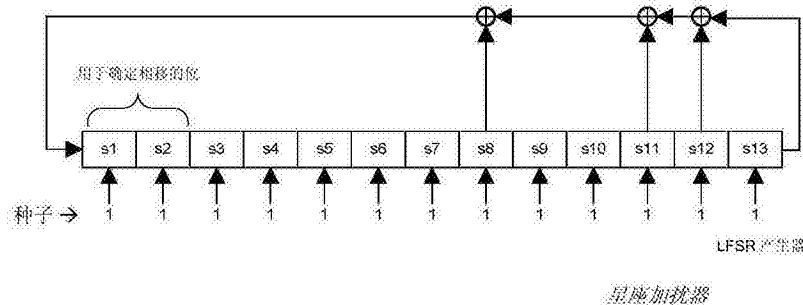 用于确定相移的位
s1 s2 s3 s4 s5 s6 s7 s8 s9 s10 s11 s12 s13
种子→ 1 1 1 1 1 1 1 1 1 1 1 1 1
LFSR 产生器
星座加扰器